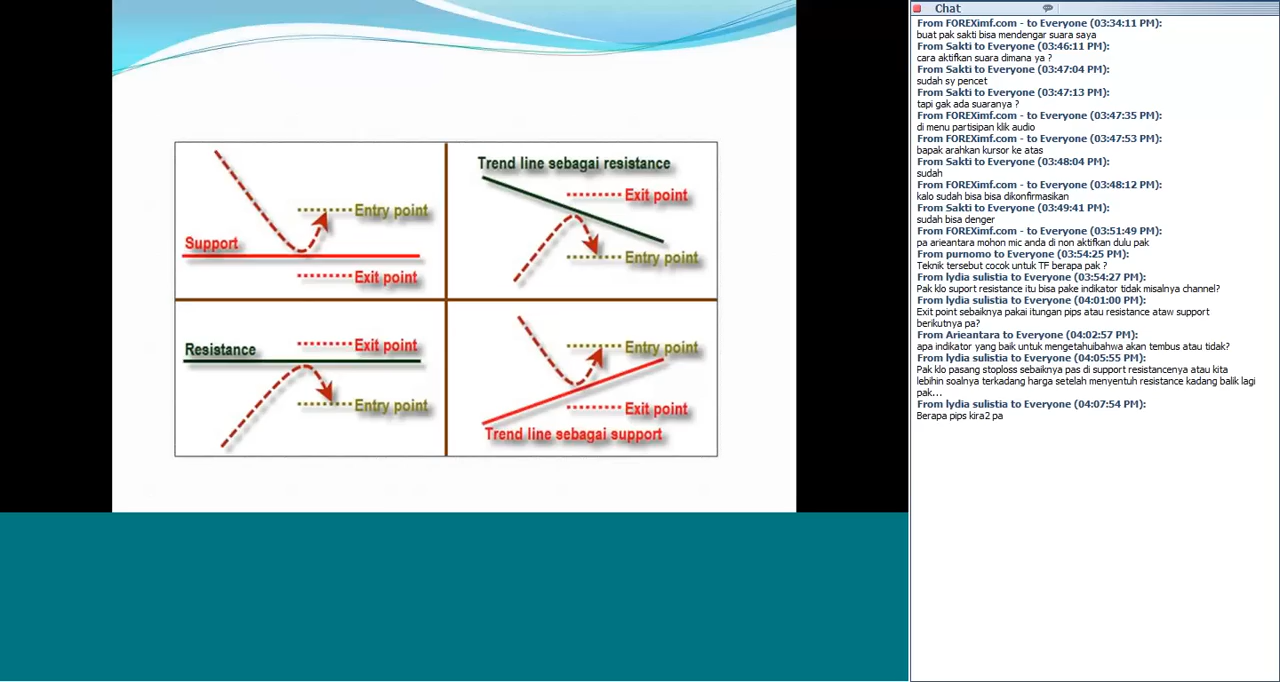 Trend line sebagai resistance
Exit point
Entry point
Support
Entry point
Exit point
Resistance
Exit point
Entry point
Entry point
Exit point
Trend line sebagai support
Chat
From FOREXimf.com - to Everyone (03:34:11 PM):
buat pak sakti bisa mendengar suara saya
From Sakti to Everyone (03:46:11 PM):
cara aktifkan suara dimana ya ?
From Sakti to Everyone (03:47:04 PM):
sudah sy pencet
From Sakti to Everyone (03:47:13 PM):
tapi gak ada suaranya ?
From FOREXimf.com - to Everyone (03:47:35 PM):
di menu partisipan klik audio
From FOREXimf.com - to Everyone (03:47:53 PM):
bapak arahkan kursor ke atas
From Sakti to Everyone (03:48:04 PM):
sudah
From FOREXimf.com - to Everyone (03:48:12 PM):
kalo sudah bisa bisa dikonfirmasikan
From Sakti to Everyone (03:49:41 PM):
sudah bisa denger
From FOREXimf.com - to Everyone (03:51:49 PM):
pa arieantara mohon mic anda di non aktifkan dulu pak
From purnomo to Everyone (03:54:25 PM):
Teknik tersebut cocok untuk TF berapa pak ?
From lydia sulistia to Everyone (03:54:27 PM):
Pak klo suport resistance itu bisa pake indikator tidak misalnya channel?
From lydia sulistia to Everyone (04:01:00 PM):
Exit point sebaiknya pakai itungan pips atau resistance ataw support
berikutnya pa?
From Arieantara to Everyone (04:02:57 PM):
apa indikator yang baik untuk mengetahuibahwa akan tembus atau tidak?
From lydia sulistia to Everyone (04:05:55 PM):
Pak klo pasang stoploss sebaiknya pas di support resistancenya atau kita
lebihin soalnya terkadang harga setelah menyentuh resistance kadang balik lagi
pak...
From lydia sulistia to Everyone (04:07:54 PM):
Berapa pips kira2 pa